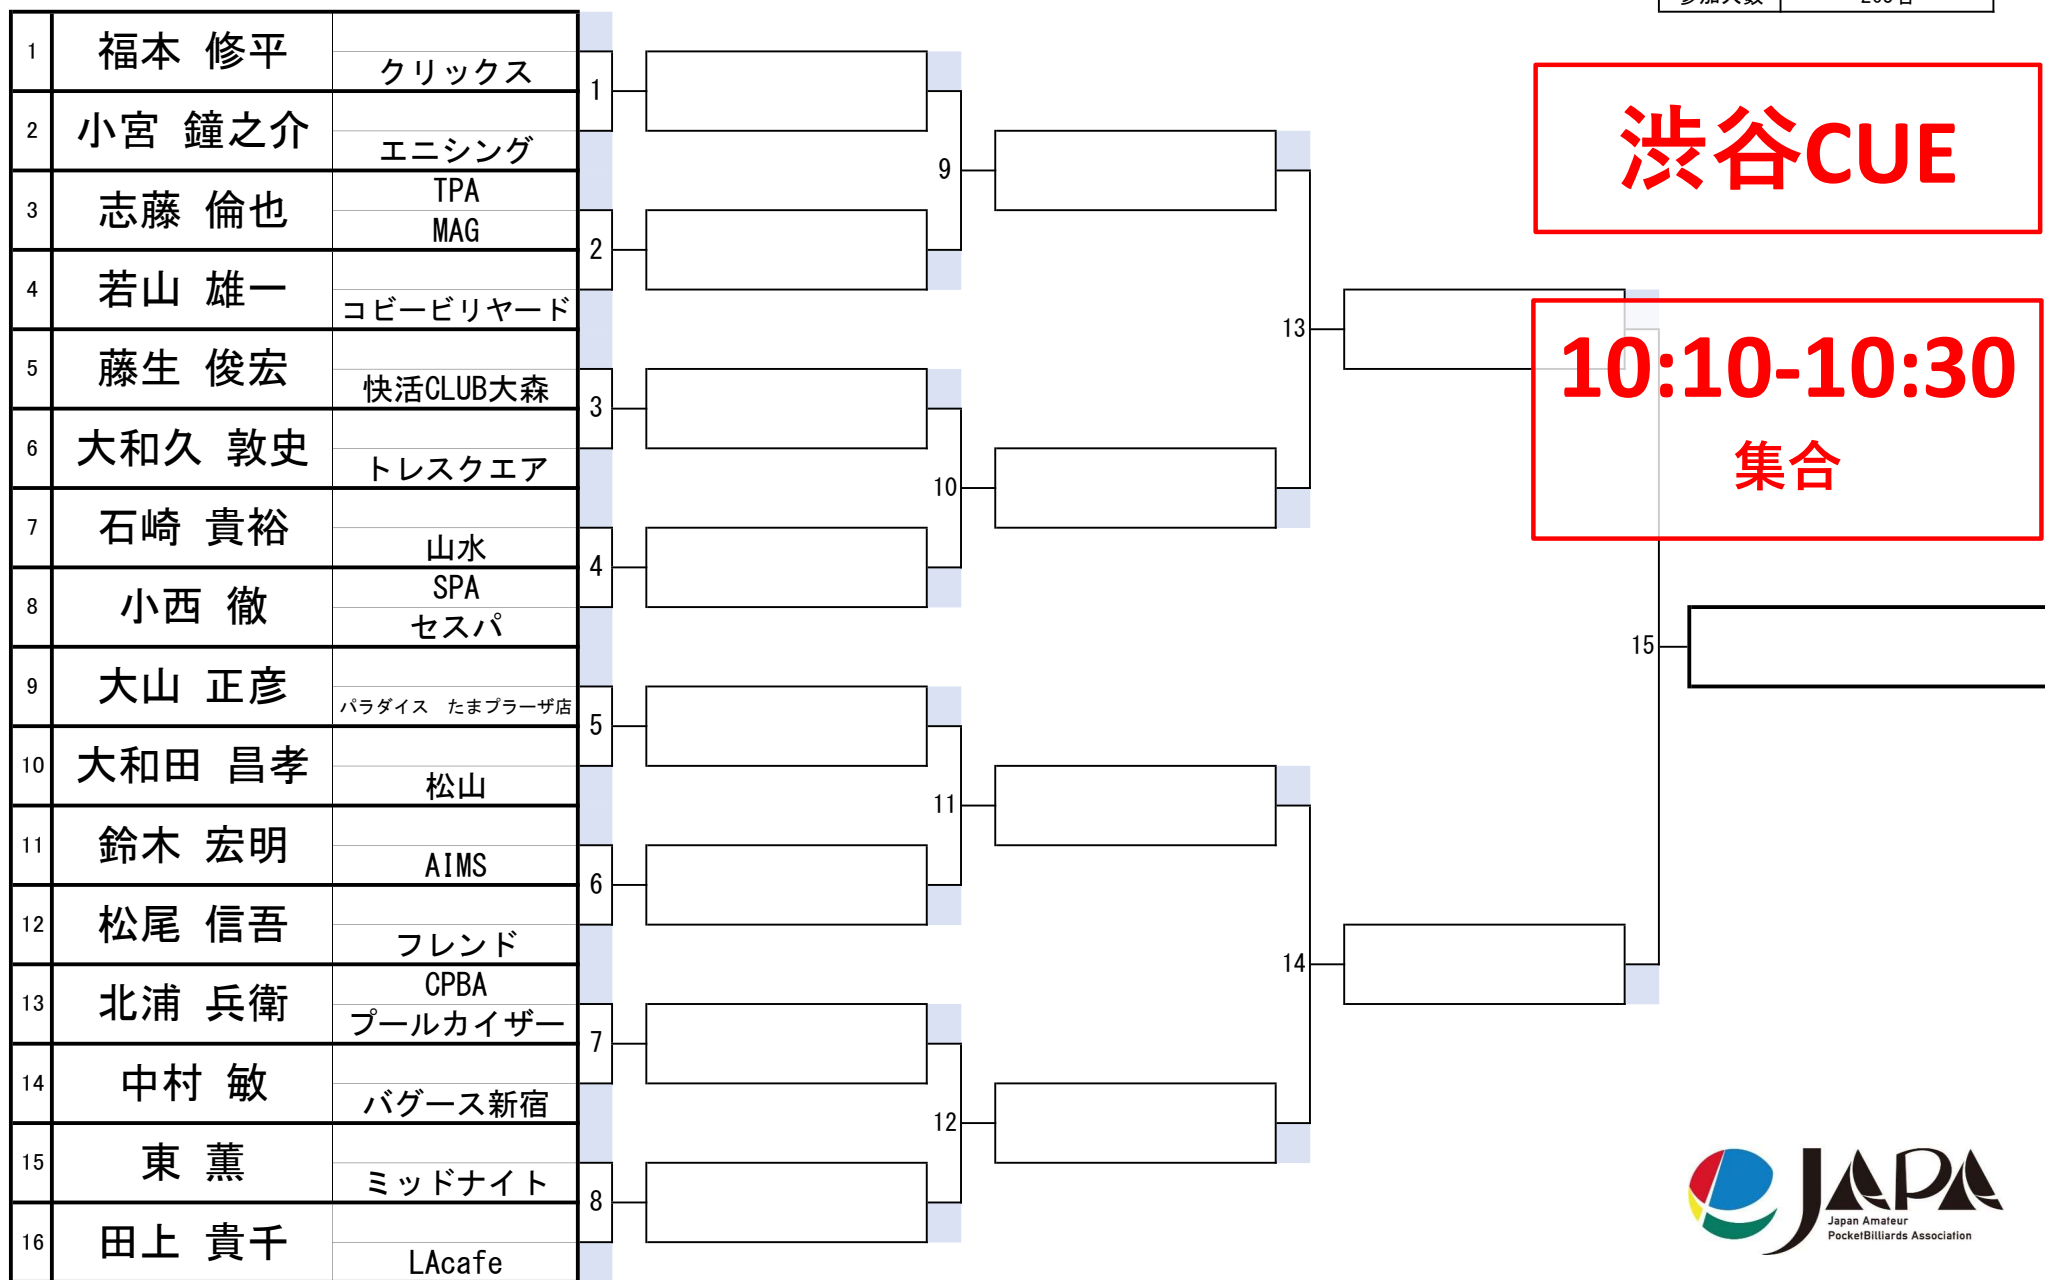 1 福本 修平 クリックス
2 小宮 鐘之介 エニシング
3 志藤 倫也 TPA
MAG
4 若山 雄一 コビービリヤード
5 藤生 俊宏 快活CLUB大森
6 大和久 敦史 トレスクエア
7 石崎 貴裕 山水
8 小西 徹 SPA
セスパ
9 大山 正彦 パラダイス たまプラーザ店
10 大和田 昌孝 松山
11 鈴木 宏明 AIMS
12 松尾 信吾 フレンド
13 北浦 兵衛 CPBA
プールカイザー
14 中村 敏 バグース新宿
15 東 薫 ミッドナイト
16 田上 貴千 LAcafe
1
2
3
4
5
6
7
8
9
10
11
12
13
14
15
渋谷CUE
10:10-10:30
集合
JAPA
Japan Amateur
PocketBilliards Association